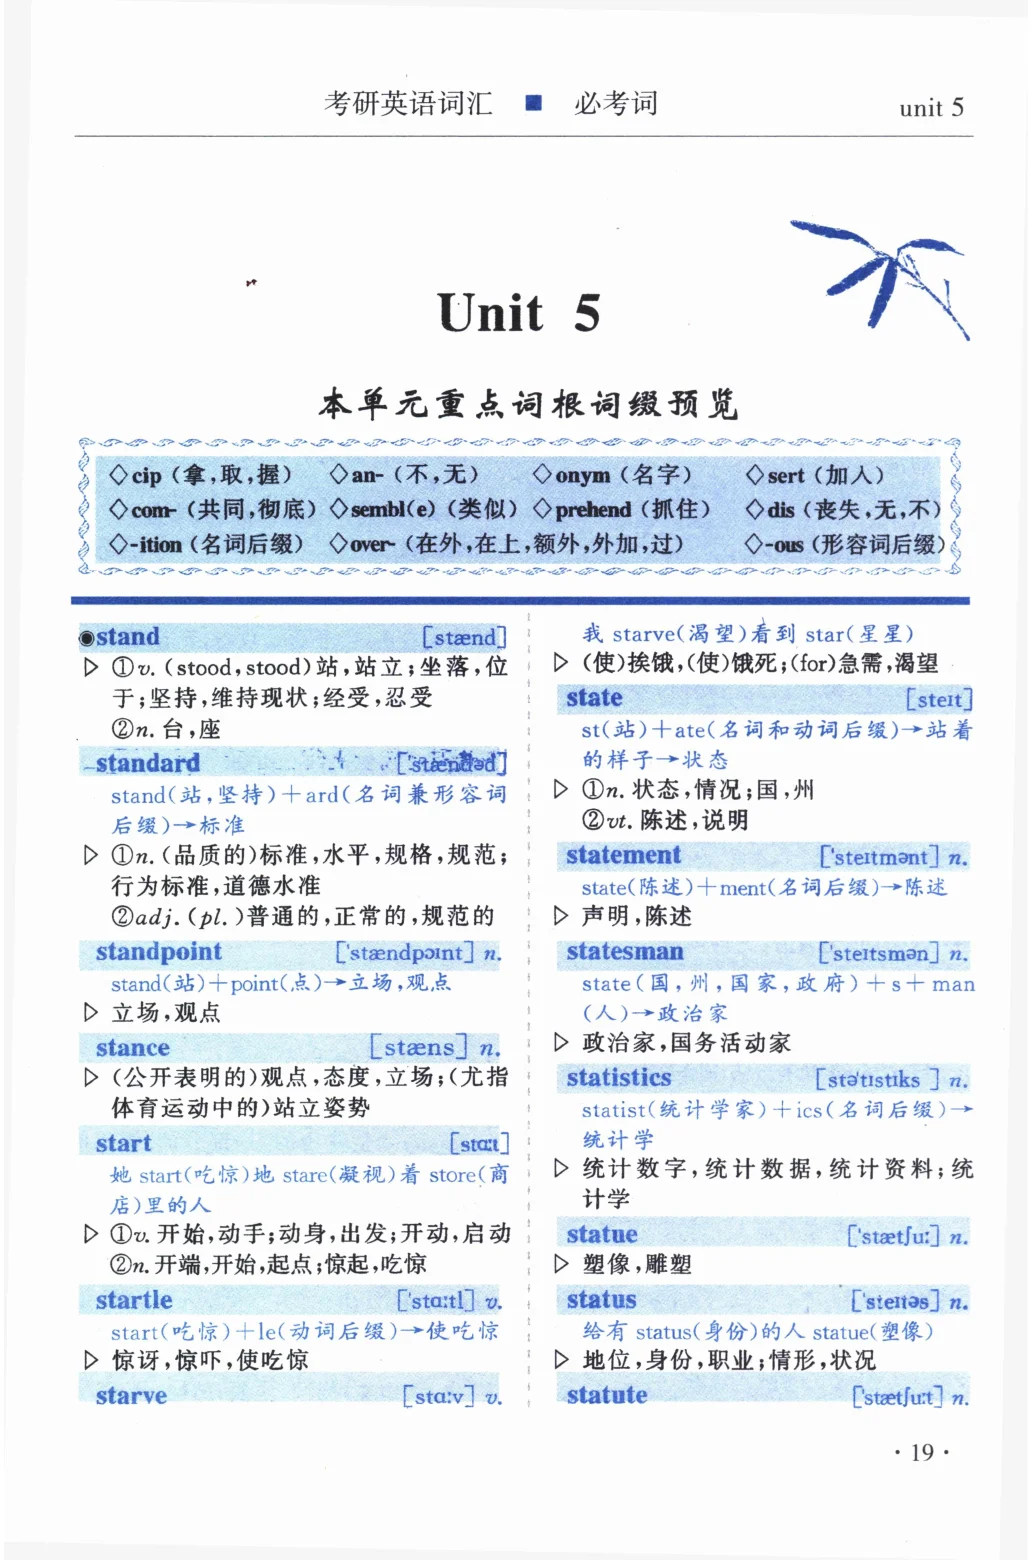 考研英语词汇 ■ 必考词 unit 5
Unit 5
本单元重点词根词缀预览
◇cip (拿,取,握) ◇an- (不,无) ◇onym (名字) ◇sert (加入)
◇com- (共同,彻底) ◇sembl(e) (类似) ◇prehend (抓住) ◇dis (丧失,无,不)
◇-ition (名词后缀) ◇over- (在外,在上,额外,外加,过) ◇-ous (形容词后缀)
◉stand [stænd]
▷ ①v. (stood,stood)站,站立;坐落,位
于;坚持,维持现状;经受,忍受
②n. 台,座
standard ['stændəd]
stand(站,坚持)+ard(名词兼形容词
后缀)→标准
▷ ①n. (品质的)标准,水平,规格,规范;
行为标准,道德水准
②adj. (pl. )普通的,正常的,规范的
standpoint ['stændpɔɪnt] n.
stand(站)+point(点)→立场,观点
▷ 立场,观点
stance [stæns] n.
▷ (公开表明的)观点,态度,立场;(尤指
体育运动中的)站立姿势
start [stɑːt]
她 start(吃惊)地 stare(凝视)着 store(商
店)里的人
▷ ①v. 开始,动手;动身,出发;开动,启动
②n. 开端,开始,起点;惊起,吃惊
startle ['stɑːtl] v.
start(吃惊)+le(动词后缀)→使吃惊
▷ 惊讶,惊吓,使吃惊
starve [stɑːv] v.
我 starve(渴望)看到 star(星星)
▷ (使)挨饿,(使)饿死;(for)急需,渴望
state [steɪt]
st(站)+ate(名词和动词后缀)→站着
的样子→状态
▷ ①n. 状态,情况;国,州
②vt. 陈述,说明
statement ['steɪtmənt] n.
state(陈述)+ment(名词后缀)→陈述
▷ 声明,陈述
statesman ['steɪtsmən] n.
state(国,州,国家,政府)+s+man
(人)→政治家
▷ 政治家,国务活动家
statistics [stə'tɪstɪks ] n.
statist(统计学家)+ics(名词后缀)→
统计学
▷ 统计数字,统计数据,统计资料;统
计学
statue ['stætʃuː] n.
▷ 塑像,雕塑
status ['steɪtəs] n.
给有 status(身份)的人 statue(塑像)
▷ 地位,身份,职业;情形,状况
statute ['stætʃuːt] n.
· 19 ·